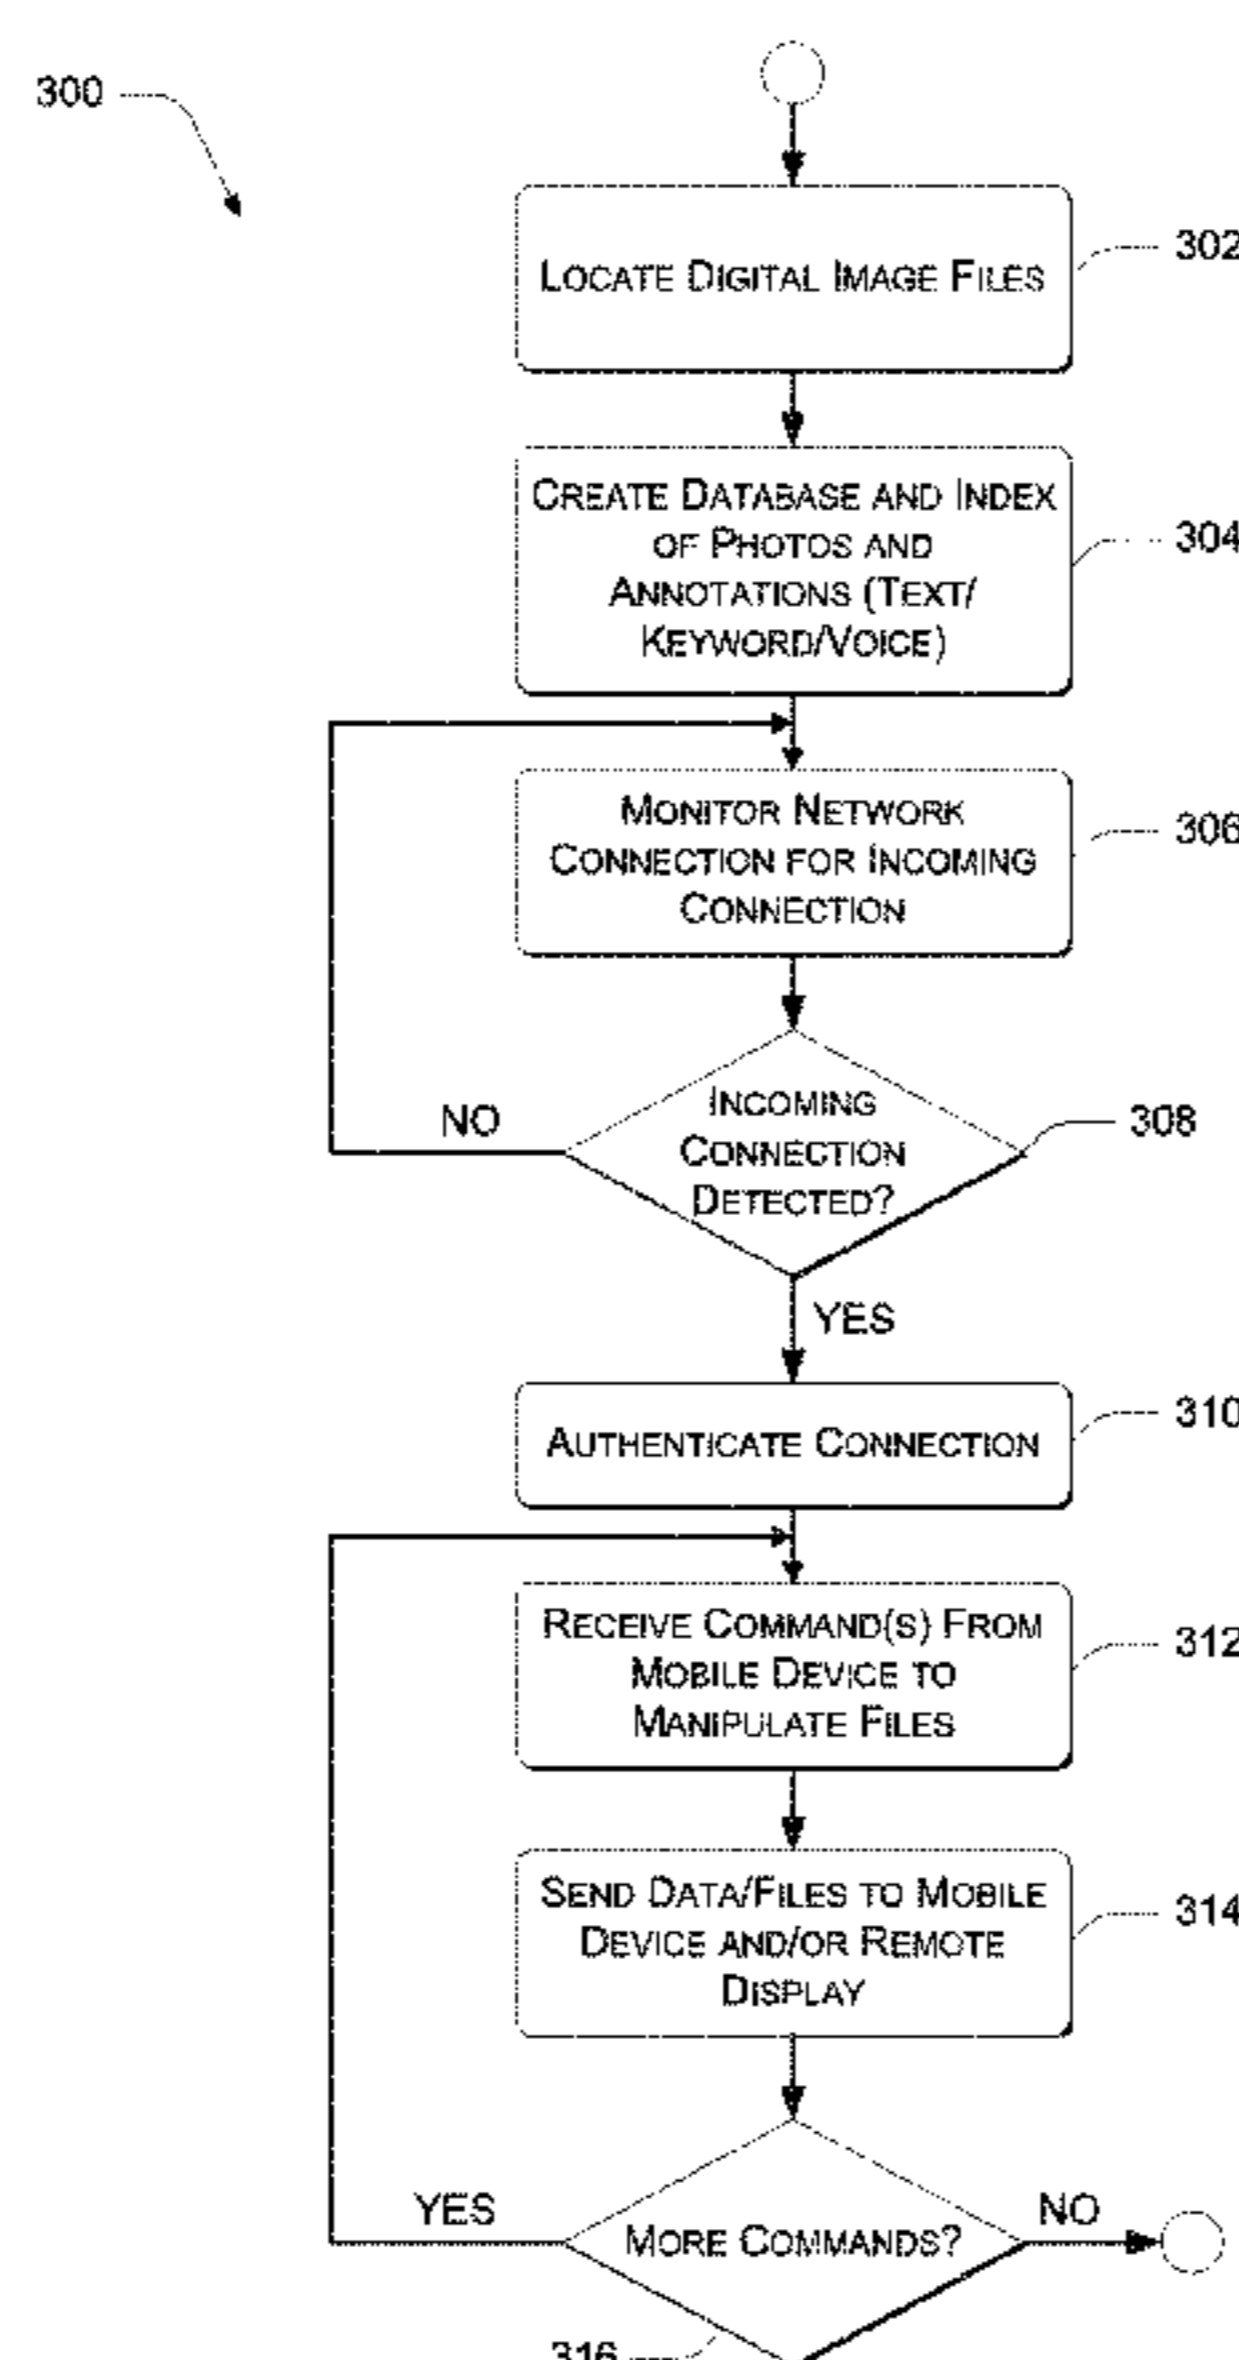 300
LOCATE DIGITAL IMAGE FILES
302
CREATE DATABASE AND INDEX
OF PHOTOS AND
ANNOTATIONS (TEXT/
KEYWORD/VOICE)
304
MONITOR NETWORK
CONNECTION FOR INCOMING
CONNECTION
306
INCOMING
CONNECTION
DETECTED?
308
NO
YES
AUTHENTICATE CONNECTION
310
RECEIVE COMMAND(S) FROM
MOBILE DEVICE TO
MANIPULATE FILES
312
SEND DATA/FILES TO MOBILE
DEVICE AND/OR REMOTE
DISPLAY
314
YES
MORE COMMANDS?
NO
316